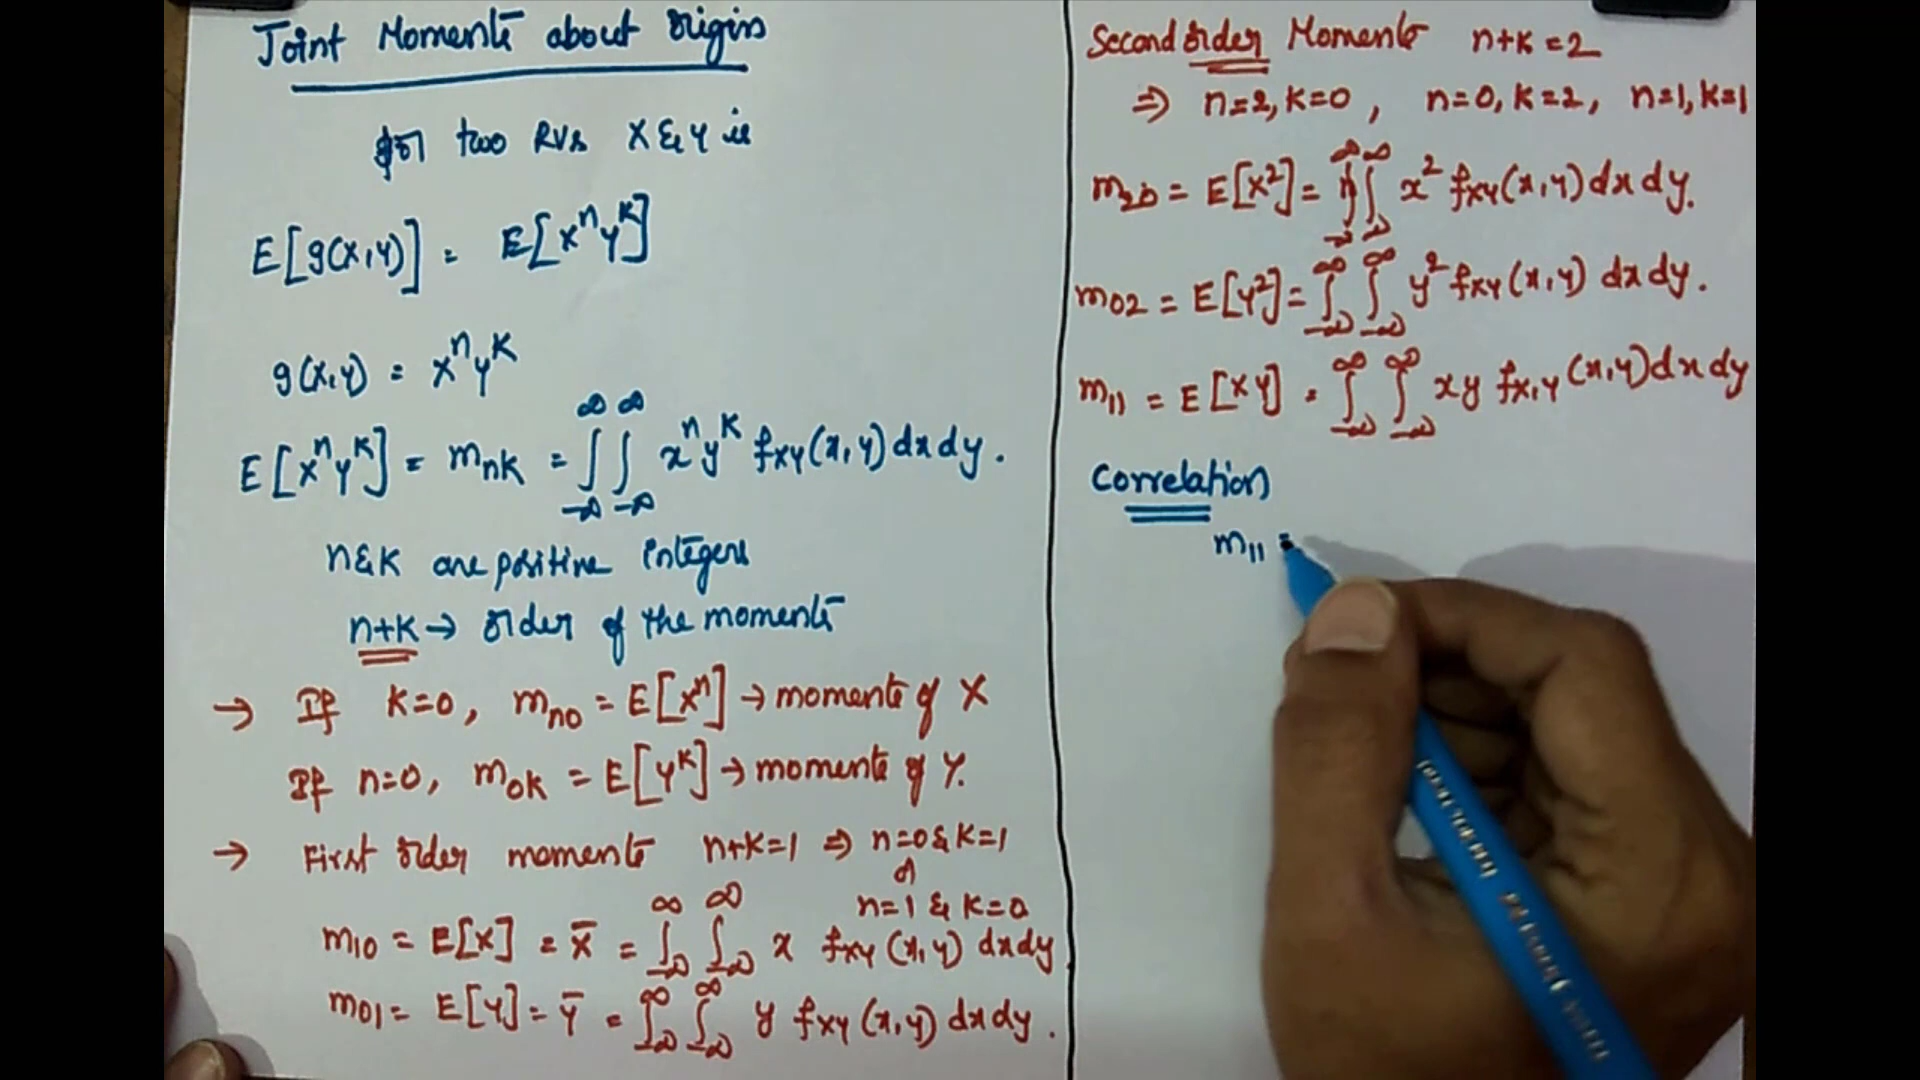 Joint Moments about origin
for two RVs X & Y is
E[g(X,Y)] = E[X^n Y^K]
g(X,Y) = X^n Y^K
E[X^n Y^K] = m_nK = ∫_-∞^∞ ∫_-∞^∞ x^n y^K f_XY(x,y) dx dy.
n & K are positive integers
n+K → order of the moments
→ If K=0, m_n0 = E[X^n] → moments of X
If n=0, m_0K = E[Y^K] → moments of Y.
→ First order moments n+K=1 ⇒ n=0 & K=1
or
n=1 & K=0
m_10 = E[X] = X̄ = ∫_-∞^∞ ∫_-∞^∞ x f_XY(x,y) dx dy.
m_01 = E[Y] = Ȳ = ∫_-∞^∞ ∫_-∞^∞ y f_XY(x,y) dx dy.
Second order Moments n+K=2
⇒ n=2, K=0, n=0, K=2, n=1, K=1
m_20 = E[X^2] = ∫_-∞^∞ ∫_-∞^∞ x^2 f_XY(x,y) dx dy.
m_02 = E[Y^2] = ∫_-∞^∞ ∫_-∞^∞ y^2 f_XY(x,y) dx dy.
m_11 = E[XY] = ∫_-∞^∞ ∫_-∞^∞ xy f_X,Y(x,y) dx dy
Correlation
m_11 =